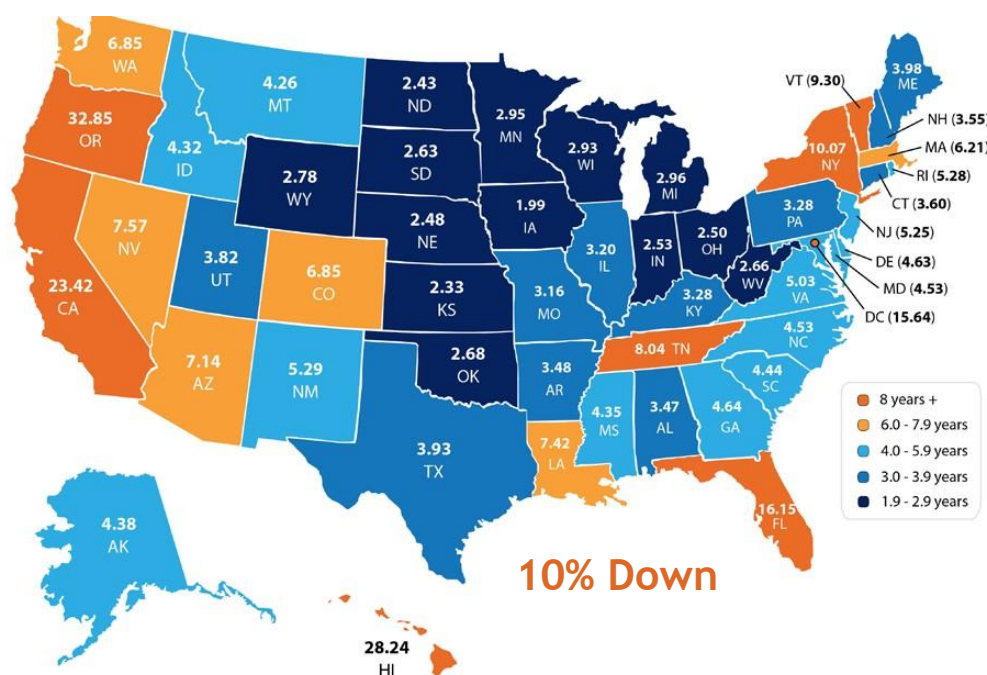 6.85
WA
32.85
OR
23.42
CA
7.57
NV
4.32
ID
4.26
MT
2.78
WY
3.82
UT
6.85
CO
7.14
AZ
5.29
NM
2.43
ND
2.63
SD
2.48
NE
2.33
KS
2.68
OK
3.93
TX
2.95
MN
1.99
IA
3.16
MO
3.48
AR
7.42
LA
2.93
WI
3.20
IL
2.96
MI
2.53
IN
2.50
OH
3.28
KY
8.04 TN
4.35
MS
3.47
AL
4.64
GA
16.15
FL
4.44
SC
4.53
NC
5.03
VA
2.66
WV
3.28
PA
10.07
NY
VT (9.30)
3.98
ME
NH (3.55)
MA (6.21)
RI (5.28)
CT (3.60)
NJ (5.25)
DE (4.63)
MD (4.53)
DC (15.64)
8 years +
6.0 - 7.9 years
4.0 - 5.9 years
3.0 - 3.9 years
1.9 - 2.9 years
4.38
AK
28.24
HI
10% Down